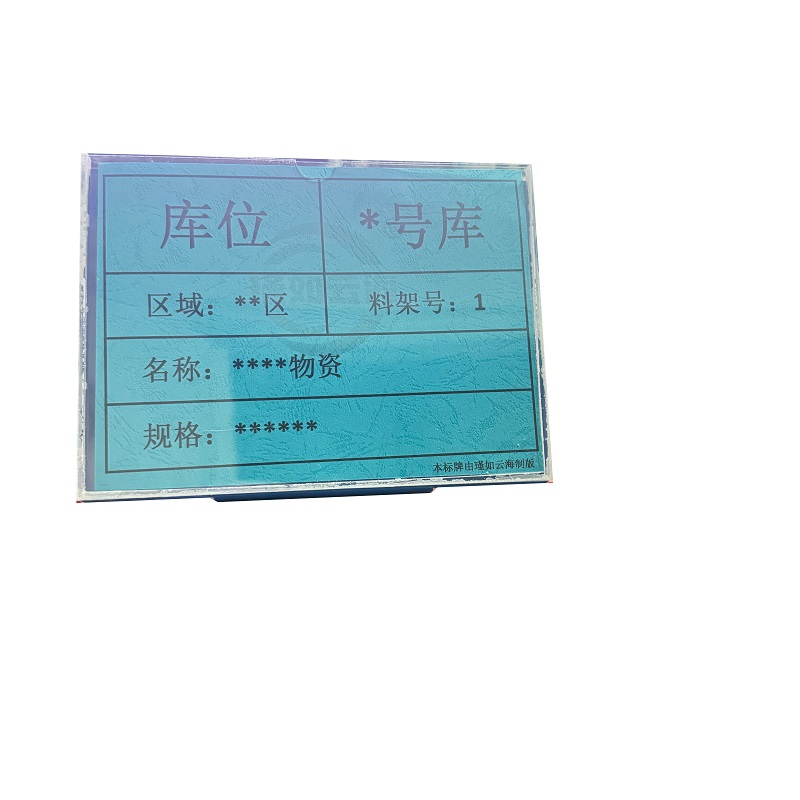 库位 *号库
区域：**区 料架号：1
名称：****物资
规格：******
本标牌由瑾如云海制版